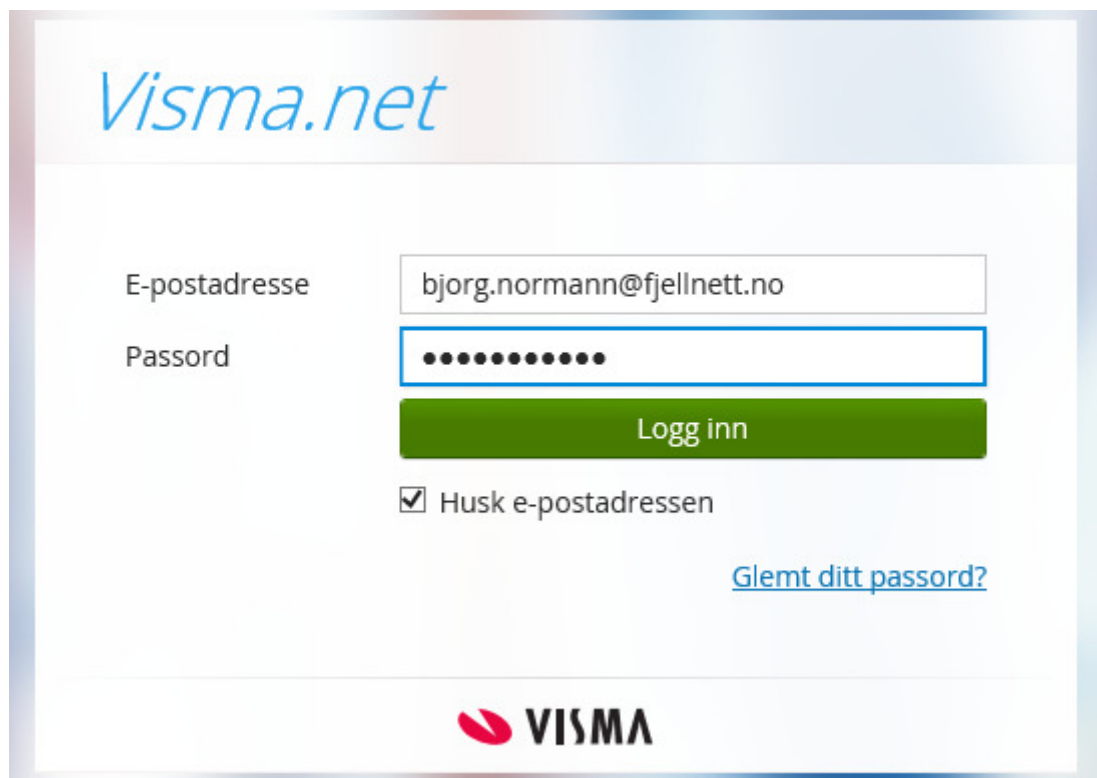 Visma.net
E-postadresse bjorg.normann@fjellnett.no
Passord •••••••••••
Logg inn
Husk e-postadressen
Glemt ditt passord?
VISMA